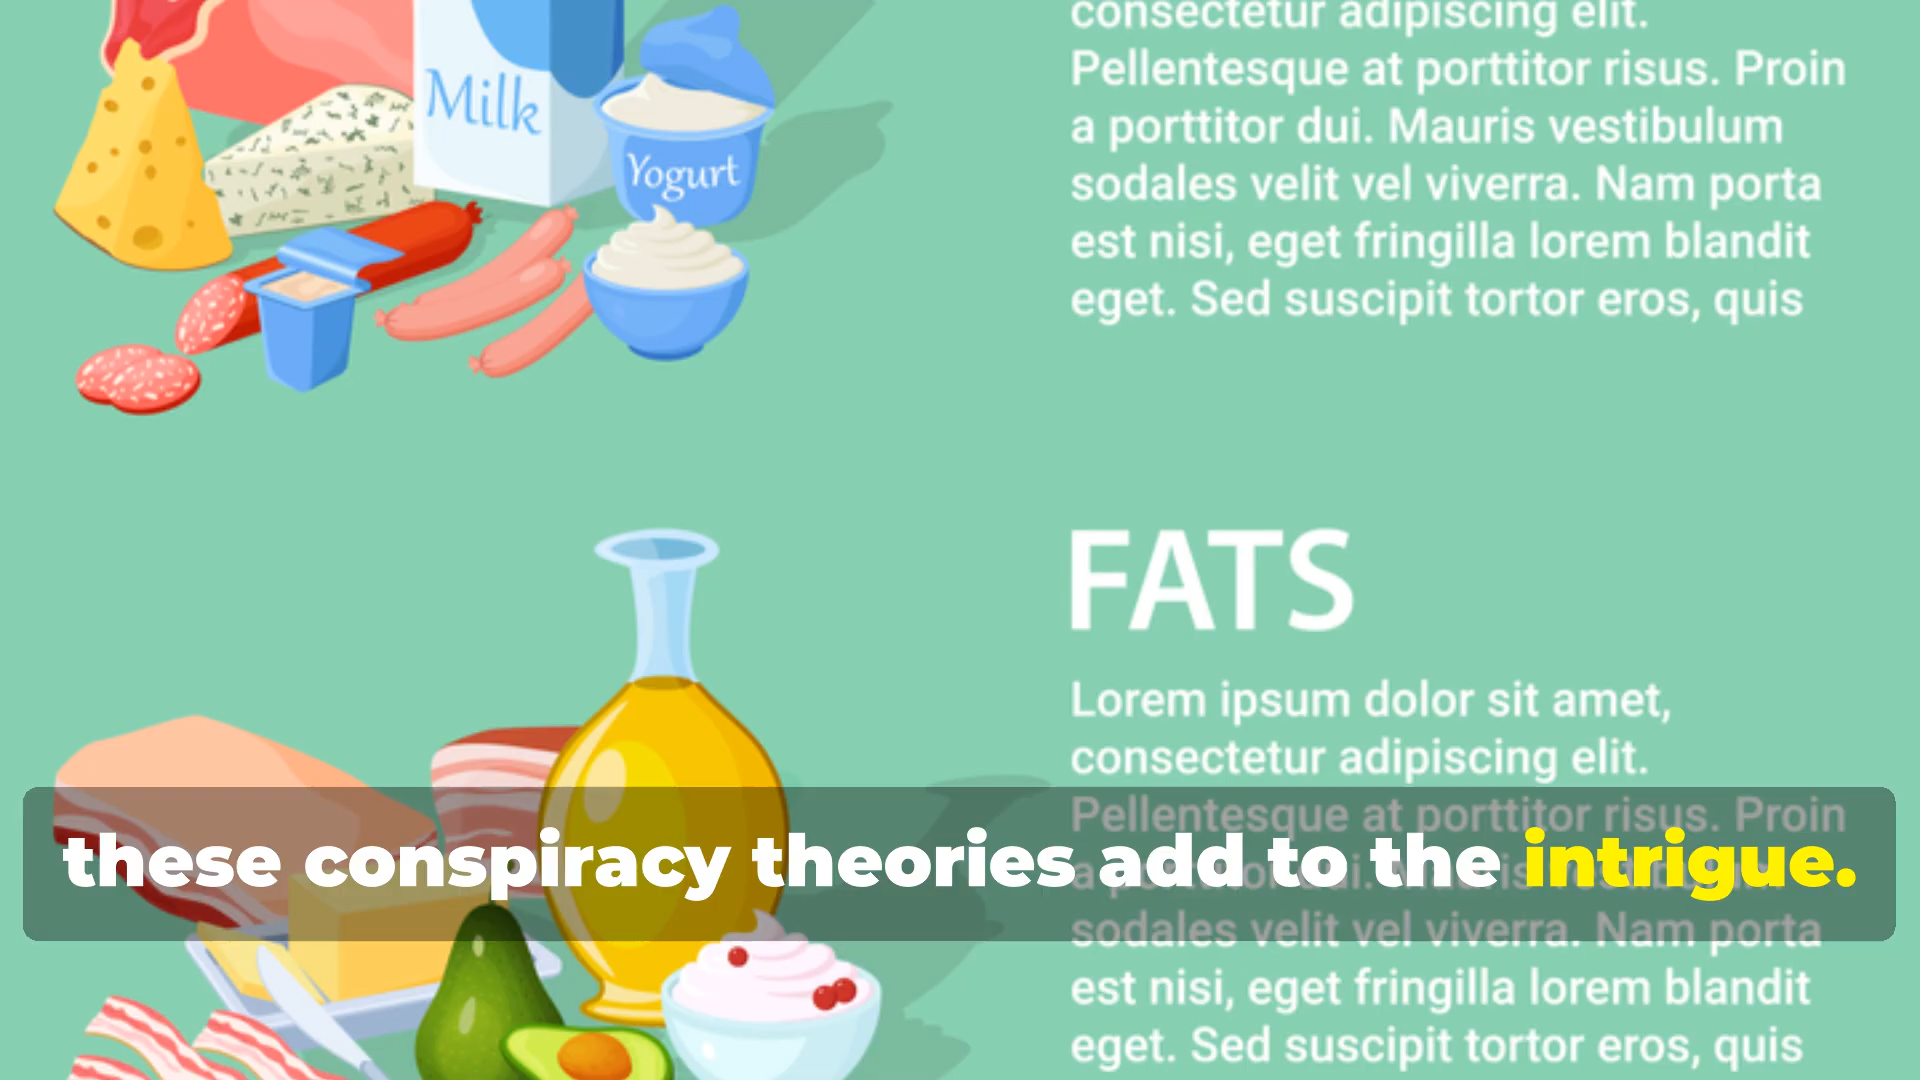 consectetur adipiscing elit.
Pellentesque at porttitor risus. Proin
a porttitor dui. Mauris vestibulum
sodales velit vel viverra. Nam porta
est nisi, eget fringilla lorem blandit
eget. Sed suscipit tortor eros, quis
Milk
Yogurt
FATS
Lorem ipsum dolor sit amet,
consectetur adipiscing elit.
Pellentesque at porttitor risus. Proin
these conspiracy theories add to the intrigue.
sodales velit vel viverra. Nam porta
est nisi, eget fringilla lorem blandit
eget. Sed suscipit tortor eros, quis